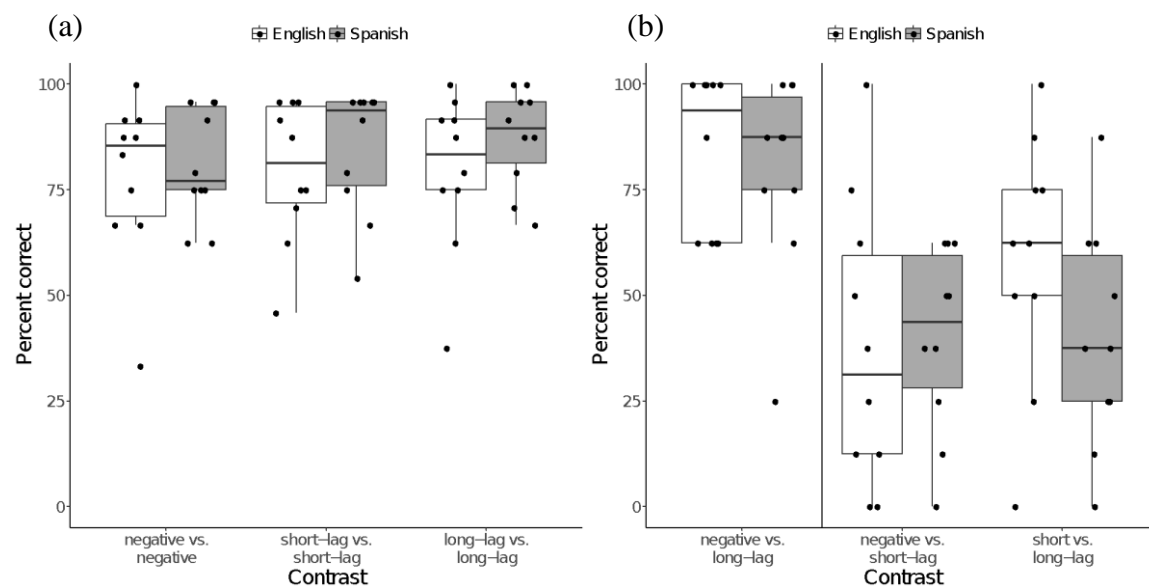 (a)
English Spanish
100
75
50
25
0
Percent correct
negative vs.
negative
short-lag vs.
short-lag
long-lag vs.
long-lag
Contrast
(b)
English Spanish
100
75
50
25
0
Percent correct
negative vs.
long-lag
negative vs.
short-lag
short vs.
long-lag
Contrast